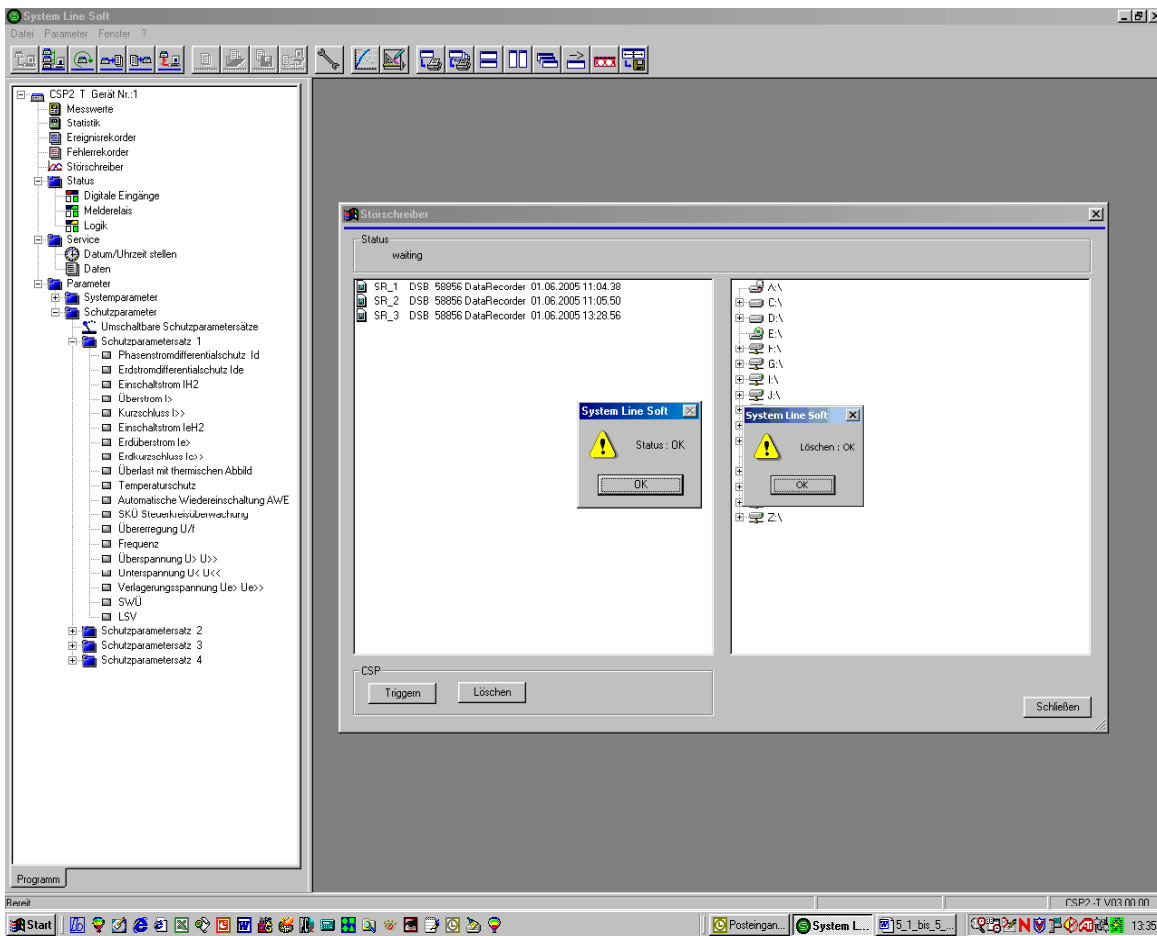 System Line Soft
Datei Parameter Fenster ?
CSP2 T Gerät Nr.:1
Messwerte
Statistik
Ereignisrekorder
Fehlerrekorder
Störschreiber
Status
Digitale Eingänge
Melderelais
Logik
Service
Datum/Uhrzeit stellen
Daten
Parameter
Systemparameter
Schutzparameter
Umschaltbare Schutzparametersätze
Schutzparametersatz 1
Phasenstromdifferentialschutz Id
Erdstromdifferentialschutz Ide
Einschaltstrom IH2
Überstrom I>
Kurzschluss I>>
Einschaltstrom IeH2
Erdüberstrom Ie>
Erdkurzschluss Ie>>
Überlast mit thermischen Abbild
Temperaturschutz
Automatische Wiedereinschaltung AWE
SKÜ Steuerkreisüberwachung
Übererregung U/f
Frequenz
Überspannung U> U>>
Unterspannung U< U<<
Verlagerungsspannung Ue> Ue>>
SWÜ
LSV
Schutzparametersatz 2
Schutzparametersatz 3
Schutzparametersatz 4
Programm
Störschreiber
Status
waiting
SR_1 DSB 58856 DataRecorder 01.06.2005 11:04.38
SR_2 DSB 58856 DataRecorder 01.06.2005 11:05.50
SR_3 DSB 58856 DataRecorder 01.06.2005 13:28.56
A:\
C:\
D:\
E:\
F:\
G:\
I:\
J:\
Z:\
System Line Soft
Status : OK
OK
System Line Soft
Löschen : OK
OK
CSP
Triggern
Löschen
Schließen
Bereit
CSP2 -T V03.00.00
Start
Posteingan...
System L...
5_1_bis_5_...
13:35